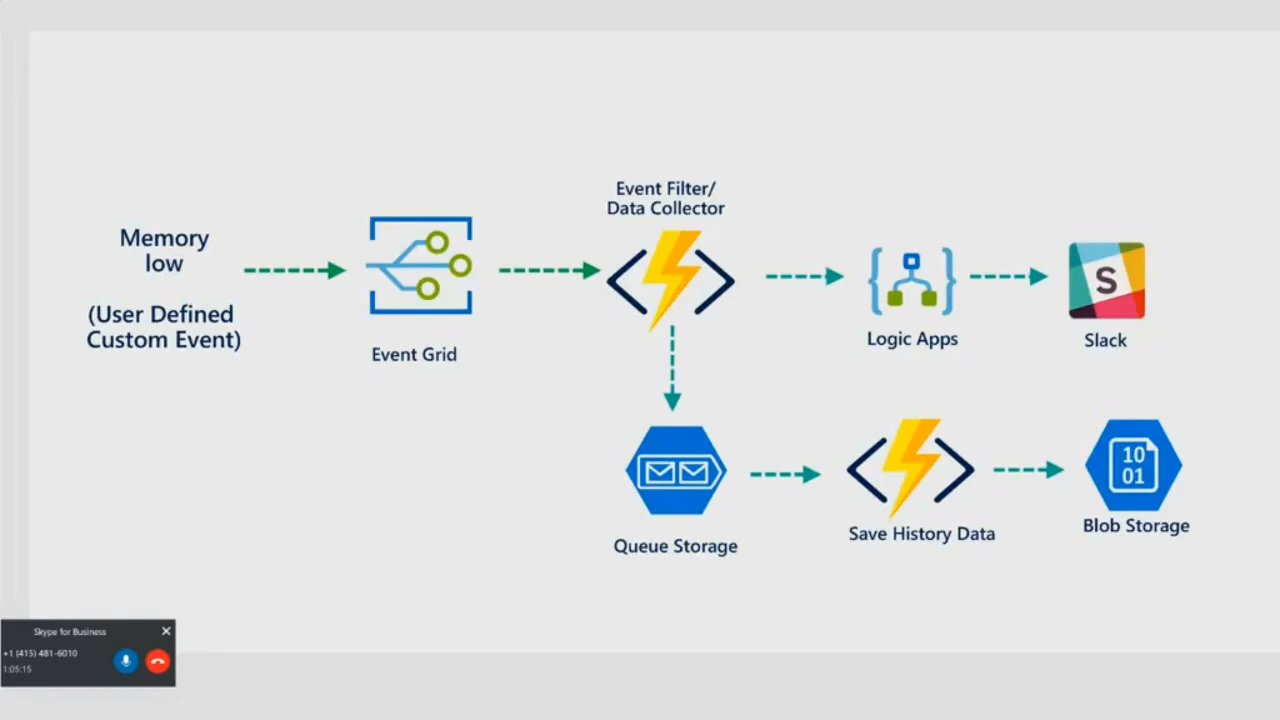 Event Filter/
Data Collector
Memory
low
(User Defined
Custom Event)
Event Grid
Logic Apps
S
Slack
10
01
Queue Storage
Save History Data
Blob Storage
Skype for Business
+1 (415) 481-6010
1:05:15